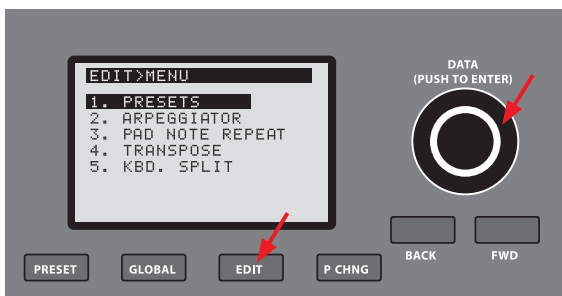 EDIT>MENU
1. PRESETS
2. ARPEGGIATOR
3. PAD NOTE REPEAT
4. TRANSPOSE
5. KBD. SPLIT
DATA
(PUSH TO ENTER)
BACK
FWD
PRESET
GLOBAL
EDIT
P CHNG